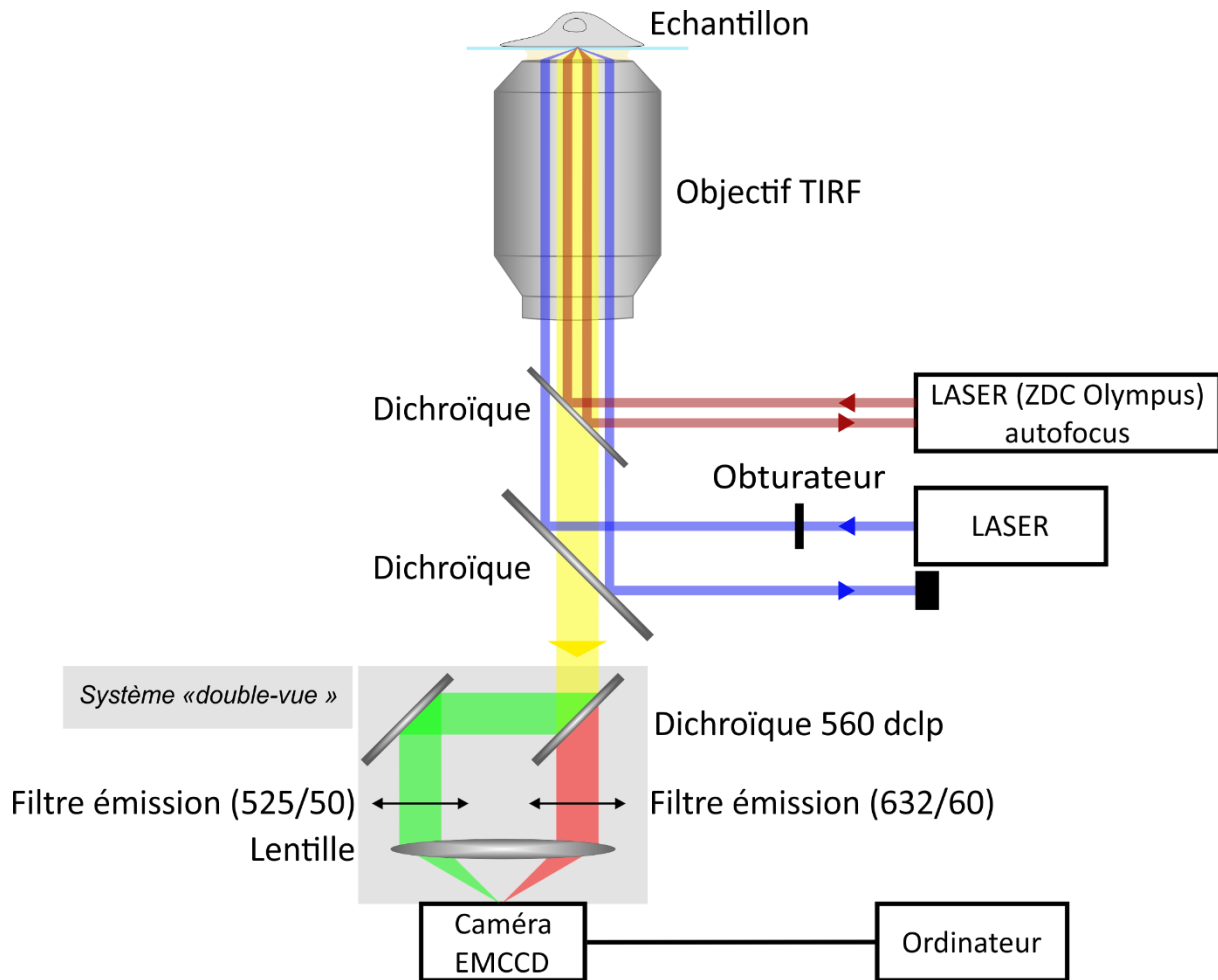 Echantillon
Objectif TIRF
Dichroïque
LASER (ZDC Olympus)
autofocus
Obturateur
LASER
Dichroïque
Système «double-vue »
Dichroïque 560 dclp
Filtre émission (525/50)
Filtre émission (632/60)
Lentille
Caméra
EMCCD
Ordinateur